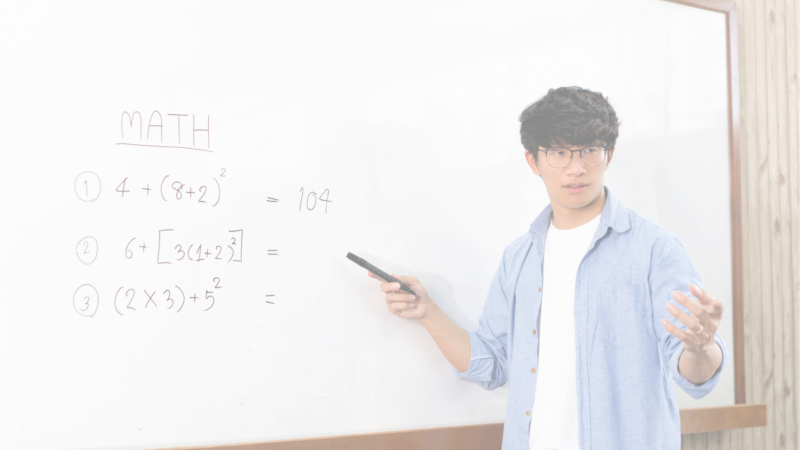 MATH
① 4 + (8+2)² = 104
② 6+ [3(1+2)²] =
③ (2×3)+5² =